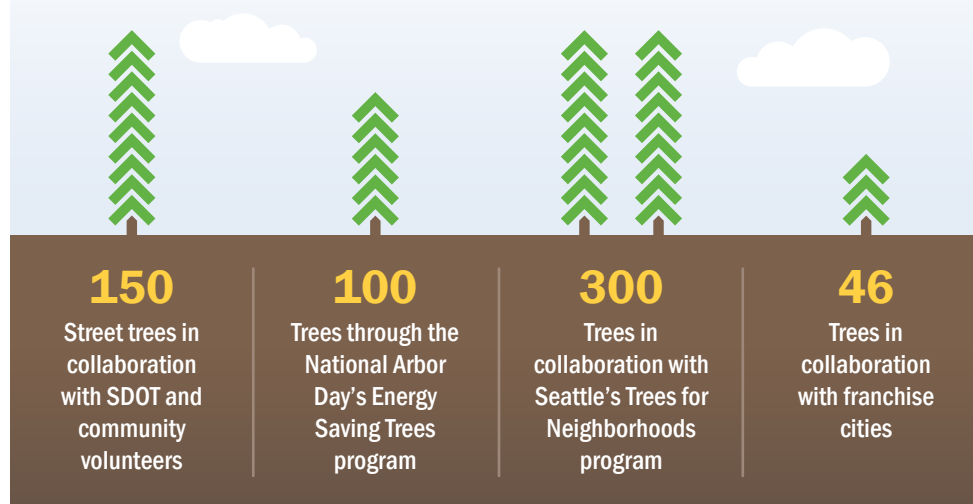 150
Street trees in
collaboration
with SDOT and
community
volunteers
100
Trees through the
National Arbor
Day’s Energy
Saving Trees
program
300
Trees in
collaboration with
Seattle’s Trees for
Neighborhoods
program
46
Trees in
collaboration
with franchise
cities